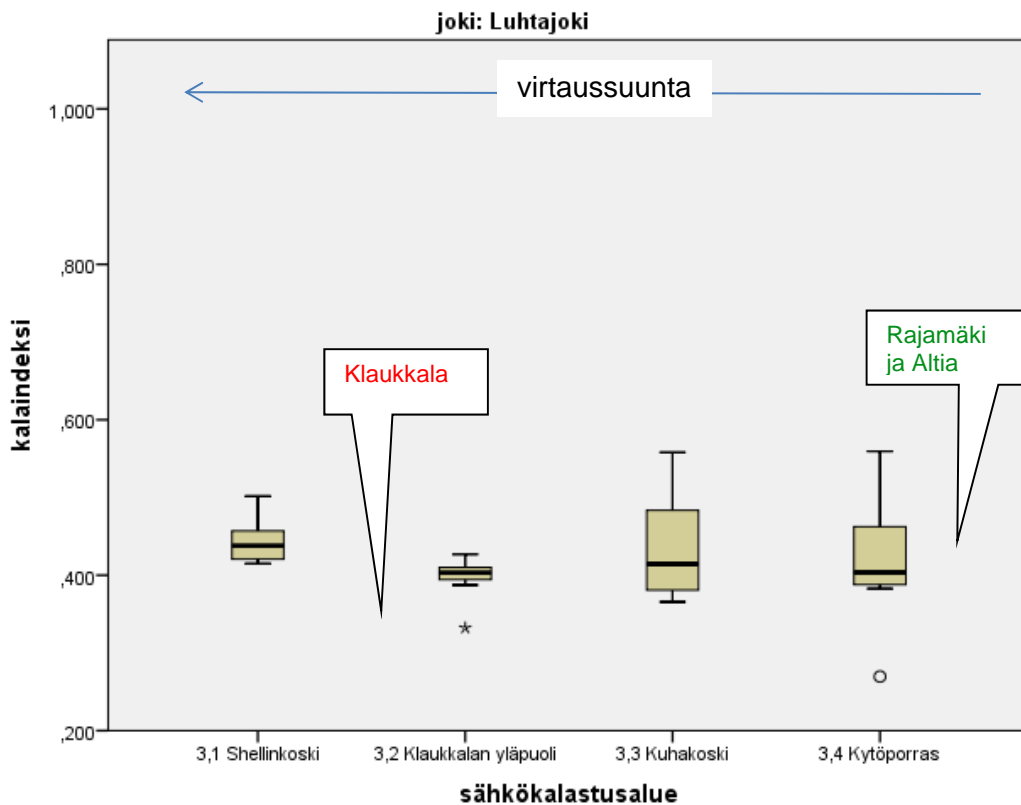 joki: Luhtajoki
virtaussuunta
1,000
,800
,600
,400
,200
kalaindeksi
Klaukkala
Rajamäki
ja Altia
3,1 Shellinkoski
3,2 Klaukkalan yläpuoli
3,3 Kuhakoski
3,4 Kytöporras
sähkökalastusalue